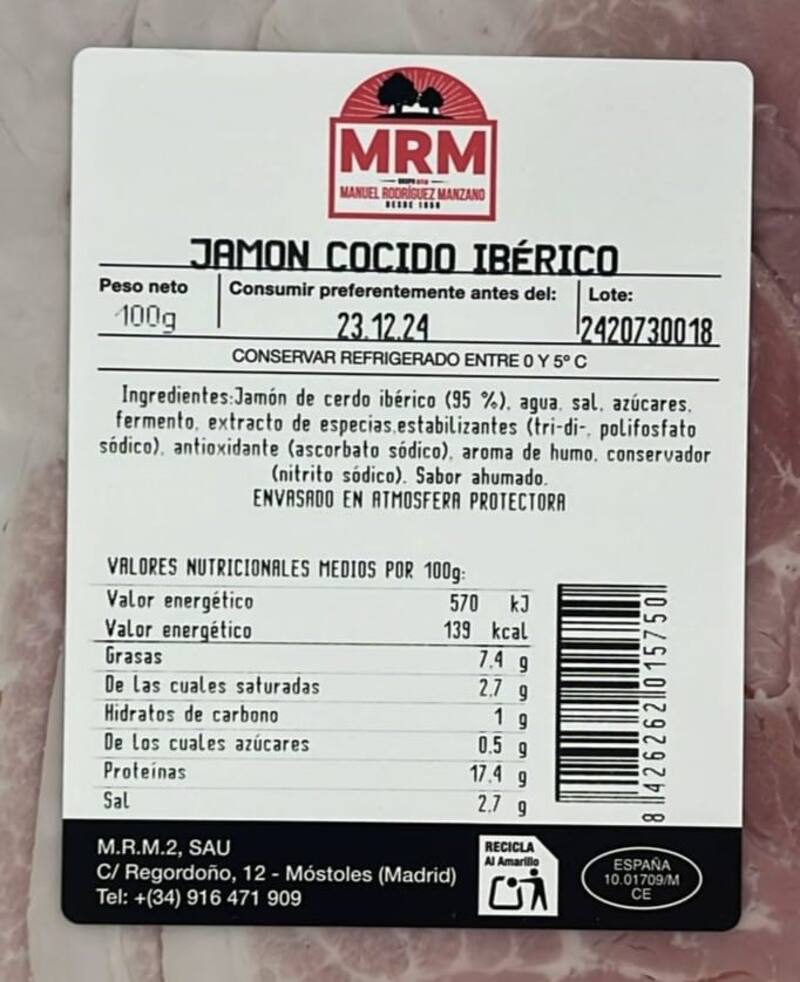 MRM
GRUPO MRM
MANUEL RODRÍGUEZ MANZANO
JAMON COCIDO IBÉRICO
Peso neto
100g
Consumir preferentemente antes del:
23.12.24
Lote:
2420730018
CONSERVAR REFRIGERADO ENTRE 0 Y 5º C
Ingredientes:Jamón de cerdo ibérico (95 %), agua, sal, azúcares,
fermento, extracto de especias,estabilizantes (tri-di-, polifosfato
sódico), antioxidante (ascorbato sódico), aroma de humo, conservador
(nitrito sódico). Sabor ahumado.
ENVASADO EN ATMOSFERA PROTECTORA
VALORES NUTRICIONALES MEDIOS POR 100g:
Valor energético 570 kJ
Valor energético 139 kcal
Grasas 7.4 g
De las cuales saturadas 2.7 g
Hidratos de carbono 1 g
De los cuales azúcares 0.5 g
Proteínas 17.4 g
Sal 2.7 g
8 426262 015750
M.R.M.2, SAU
C/ Regordoño, 12 - Móstoles (Madrid)
Tel: +(34) 916 471 909
RECICLA
Al Amarillo
ESPAÑA
10.01709/M
CE